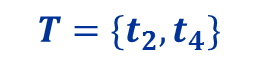 T = {t₂, t₄}